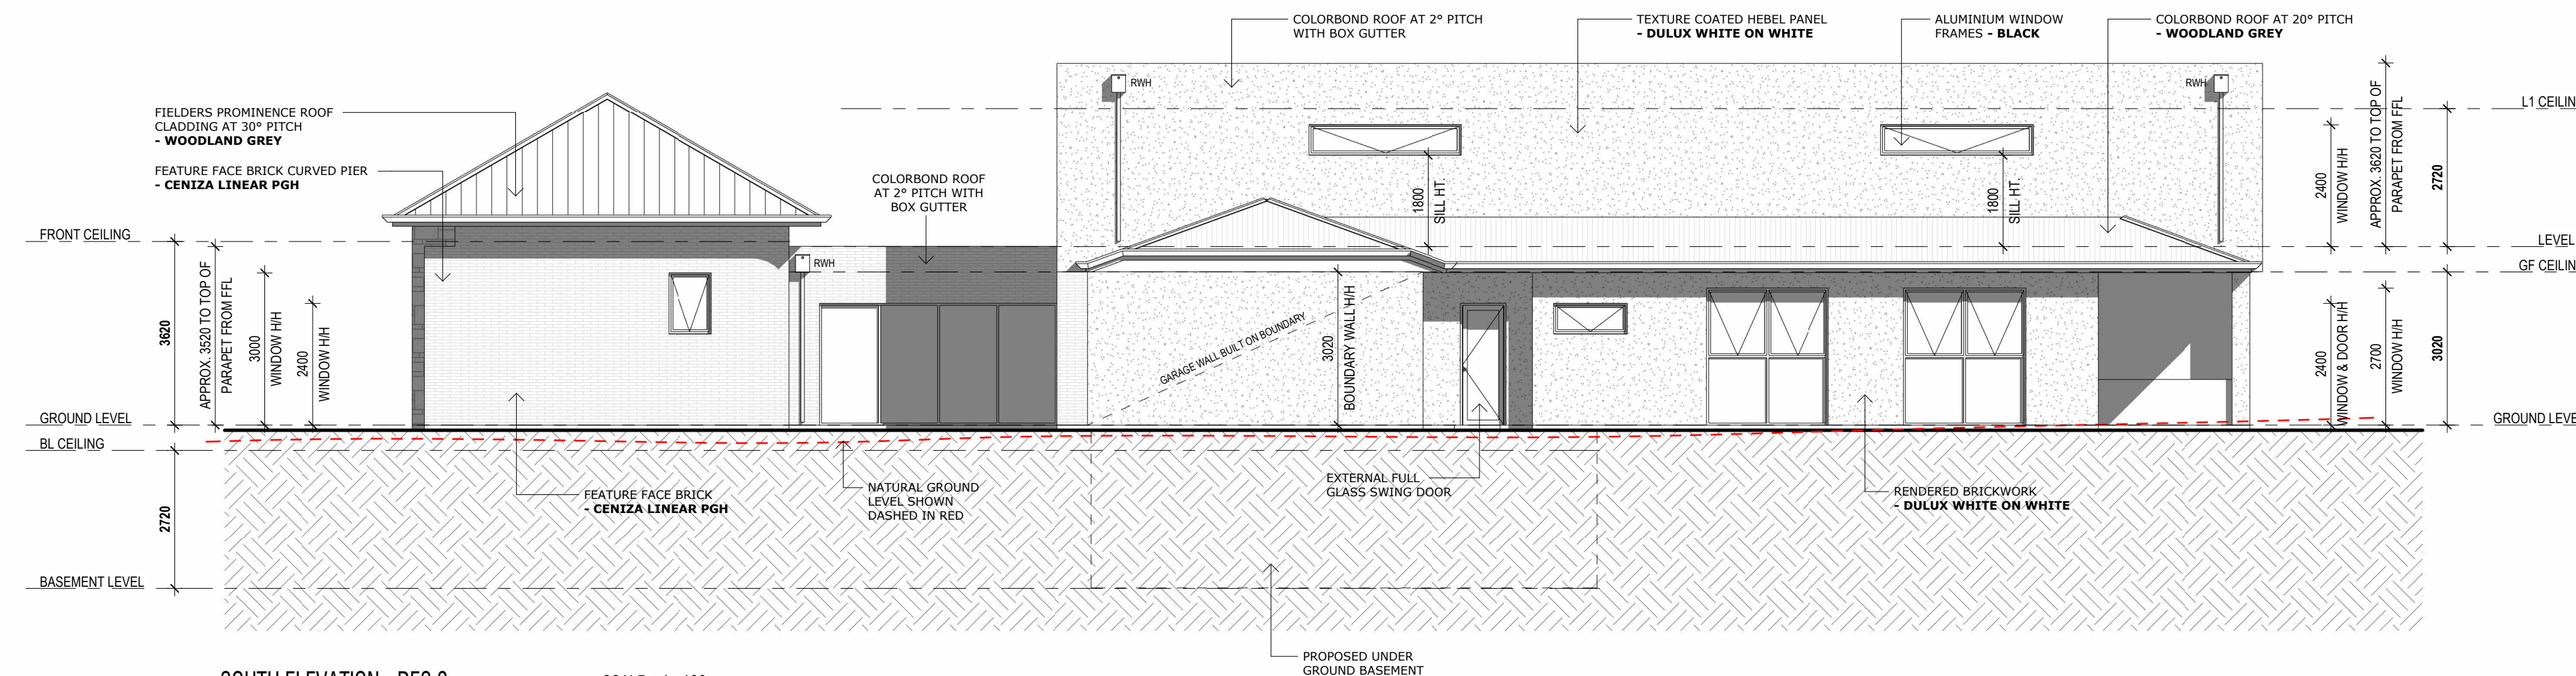 COLORBOND ROOF AT 2° PITCH
WITH BOX GUTTER
TEXTURE COATED HEBEL PANEL
- DULUX WHITE ON WHITE
ALUMINIUM WINDOW
FRAMES - BLACK
COLORBOND ROOF AT 20° PITCH
- WOODLAND GREY
FIELDERS PROMINENCE ROOF
CLADDING AT 30° PITCH
- WOODLAND GREY
FEATURE FACE BRICK CURVED PIER
- CENIZA LINEAR PGH
COLORBOND ROOF
AT 2° PITCH WITH
BOX GUTTER
RWH
RWH
RWH
L1 CEILIN
LEVEL
GF CEILIN
GROUND LEVE
FRONT CEILING
GROUND LEVEL
BL CEILING
BASEMENT LEVEL
3620
APPROX. 3520 TO TOP OF
PARAPET FROM FFL
3000
WINDOW H/H
2400
WINDOW H/H
2720
1800
SILL HT.
1800
SILL HT.
2400
WINDOW H/H
APPROX. 3620 TO TOP OF
PARAPET FROM FFL
2720
GARAGE WALL BUILT ON BOUNDARY
3020
BOUNDARY WALL H/H
2400
WINDOW & DOOR H/H
2700
WINDOW H/H
3020
FEATURE FACE BRICK
- CENIZA LINEAR PGH
NATURAL GROUND
LEVEL SHOWN
DASHED IN RED
EXTERNAL FULL
GLASS SWING DOOR
RENDERED BRICKWORK
- DULUX WHITE ON WHITE
PROPOSED UNDER
GROUND BASEMENT
SOUTH ELEVATION